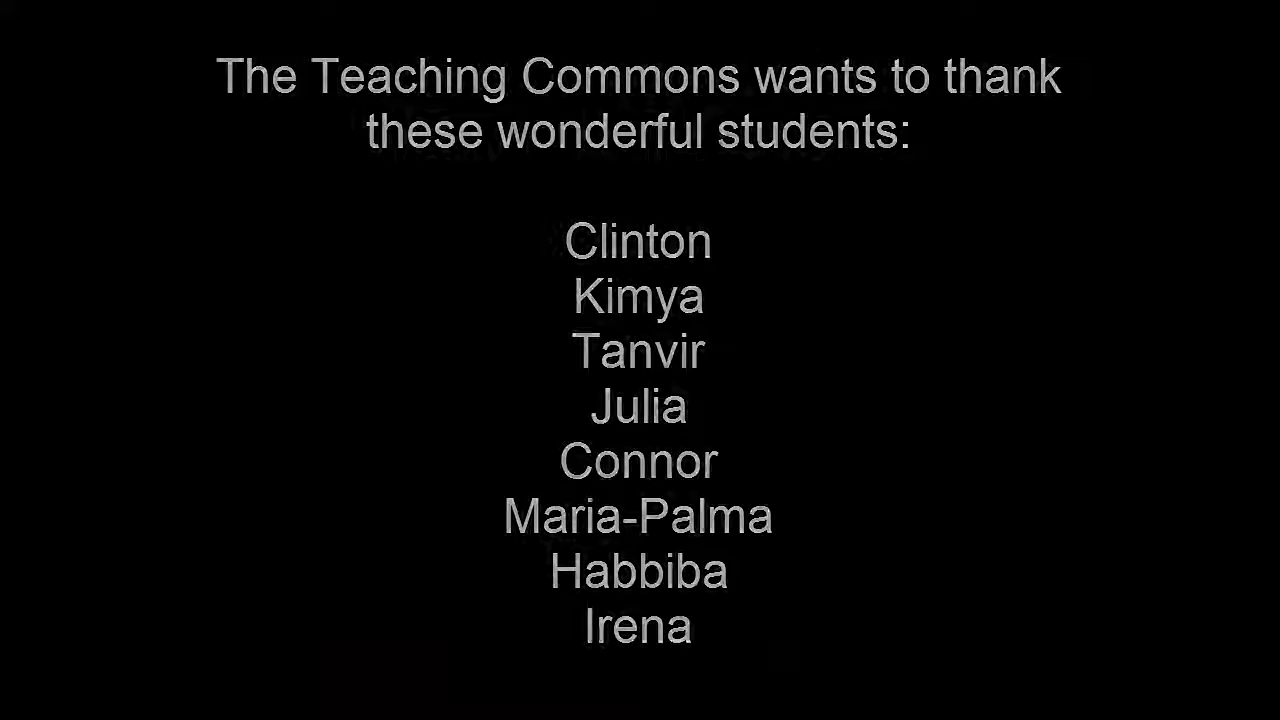 The Teaching Commons wants to thank
these wonderful students:
Clinton
Kimya
Tanvir
Julia
Connor
Maria-Palma
Habbiba
Irena